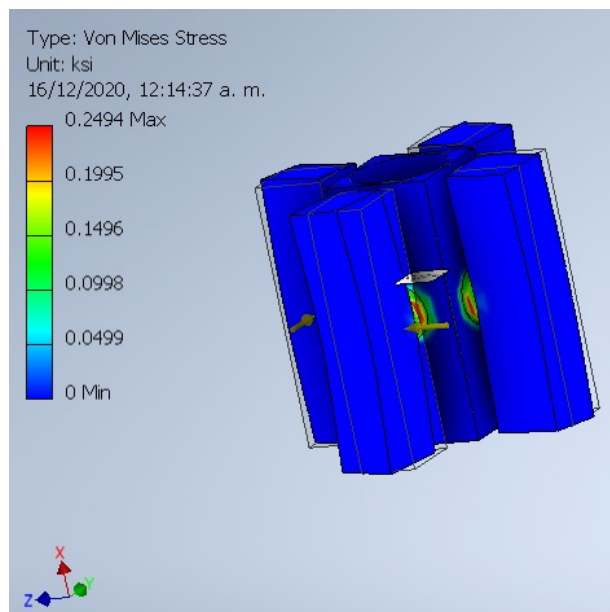 Type: Von Mises Stress
Unit: ksi
16/12/2020, 12:14:37 a. m.
0.2494 Max
0.1995
0.1496
0.0998
0.0499
0 Min
X
Y
Z